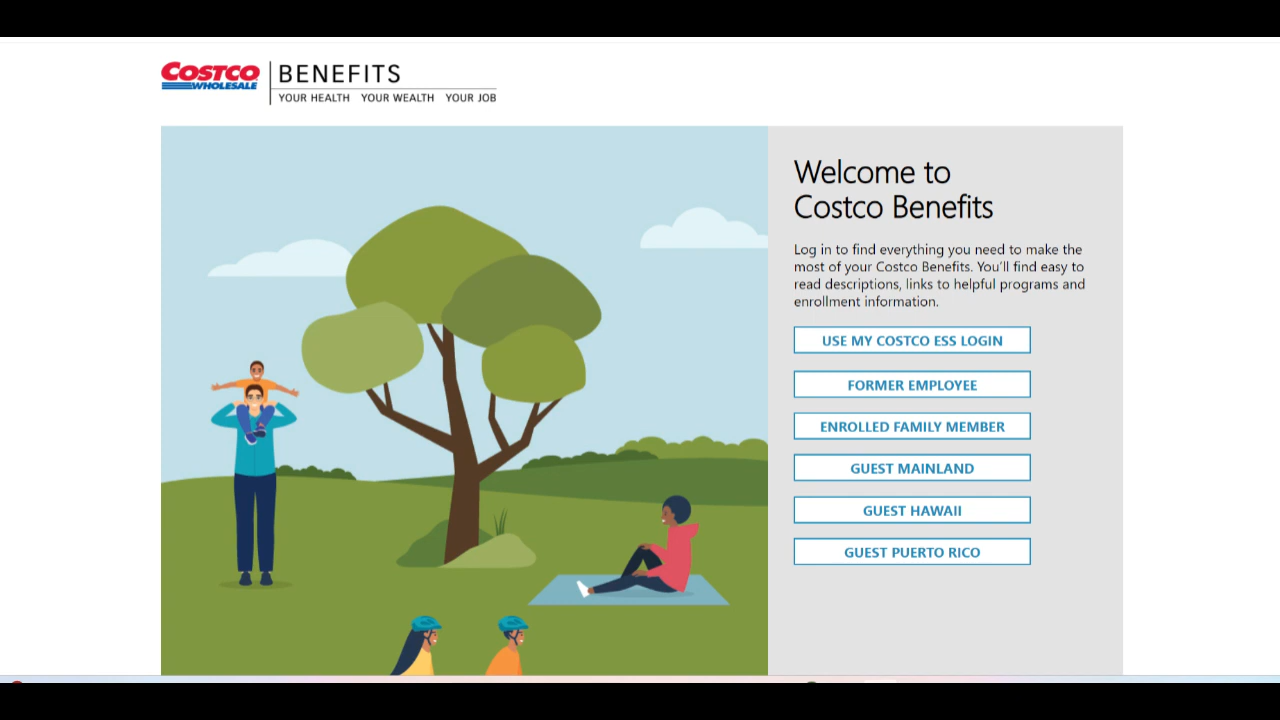 COSTCO
WHOLESALE
BENEFITS
YOUR HEALTH YOUR WEALTH YOUR JOB
Welcome to
Costco Benefits
Log in to find everything you need to make the
most of your Costco Benefits. You'll find easy to
read descriptions, links to helpful programs and
enrollment information.
USE MY COSTCO ESS LOGIN
FORMER EMPLOYEE
ENROLLED FAMILY MEMBER
GUEST MAINLAND
GUEST HAWAII
GUEST PUERTO RICO